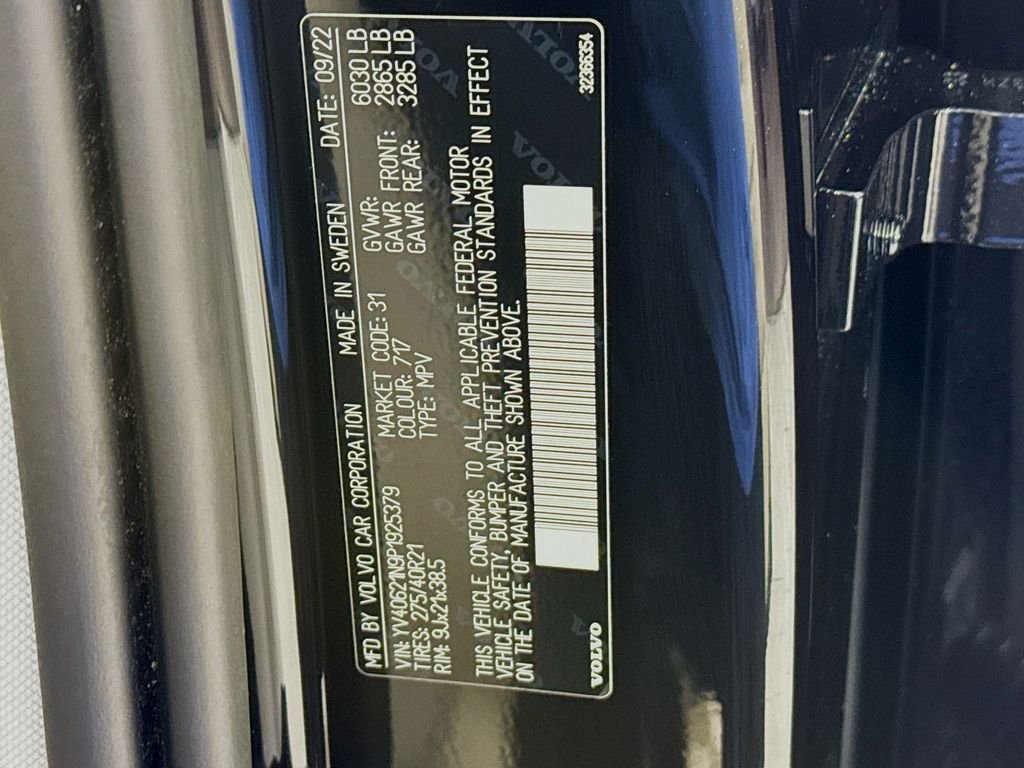 MFD BY VOLVO CAR CORPORATION MADE IN SWEDEN DATE: 09/22
VIN: YV40621N9P1925379 MARKET CODE: 31 GVWR: 6030 LB
TIRES: 275/40R21 COLOUR: 717 GAWR FRONT: 2865 LB
RIM: 9Jx21x38.5 TYPE: MPV GAWR REAR: 3285 LB
THIS VEHICLE CONFORMS TO ALL APPLICABLE FEDERAL MOTOR
VEHICLE SAFETY, BUMPER AND THEFT PREVENTION STANDARDS IN EFFECT
ON THE DATE OF MANUFACTURE SHOWN ABOVE.
VOLVO 32366354